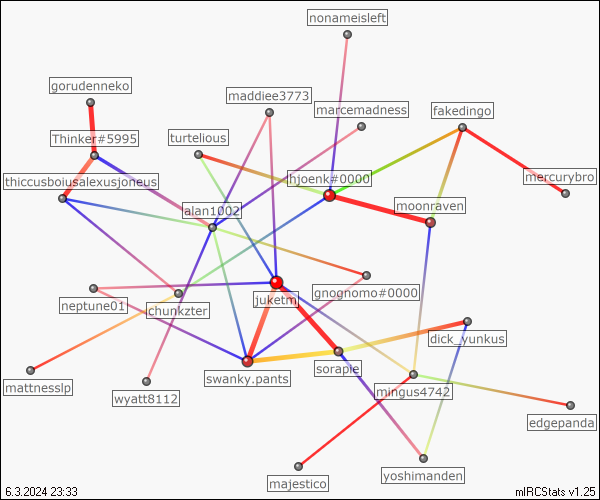 nonameisleft
gorudenneko
maddiee3773
marcemadness
fakedingo
Thinker#5995
turtelious
thiccusboiusalexusjoneus
hjoenk#0000
mercurybro
alan1002
moonraven
neptune01
chunkzter
juketm
gnognomo#0000
dick_yunkus
swanky.pants
sorapie
mattnesslp
wyatt8112
mingus4742
edgepanda
majestico
yoshimanden
6.3.2024 23:33
mIRCStats v1.25